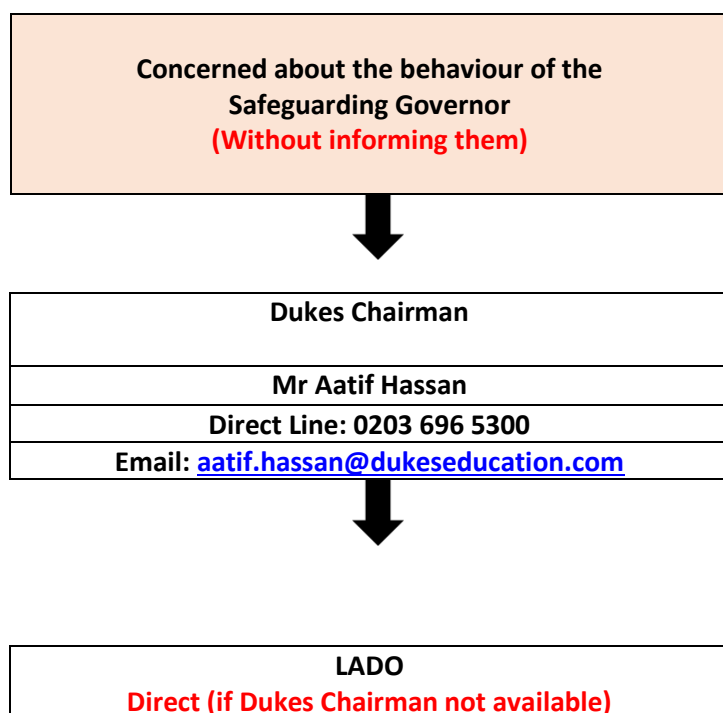 Concerned about the behaviour of the
Safeguarding Governor
(Without informing them)
Dukes Chairman
Mr Aatif Hassan
Direct Line: 0203 696 5300
Email: aatif.hassan@dukeseducation.com
LADO
Direct (if Dukes Chairman not available)